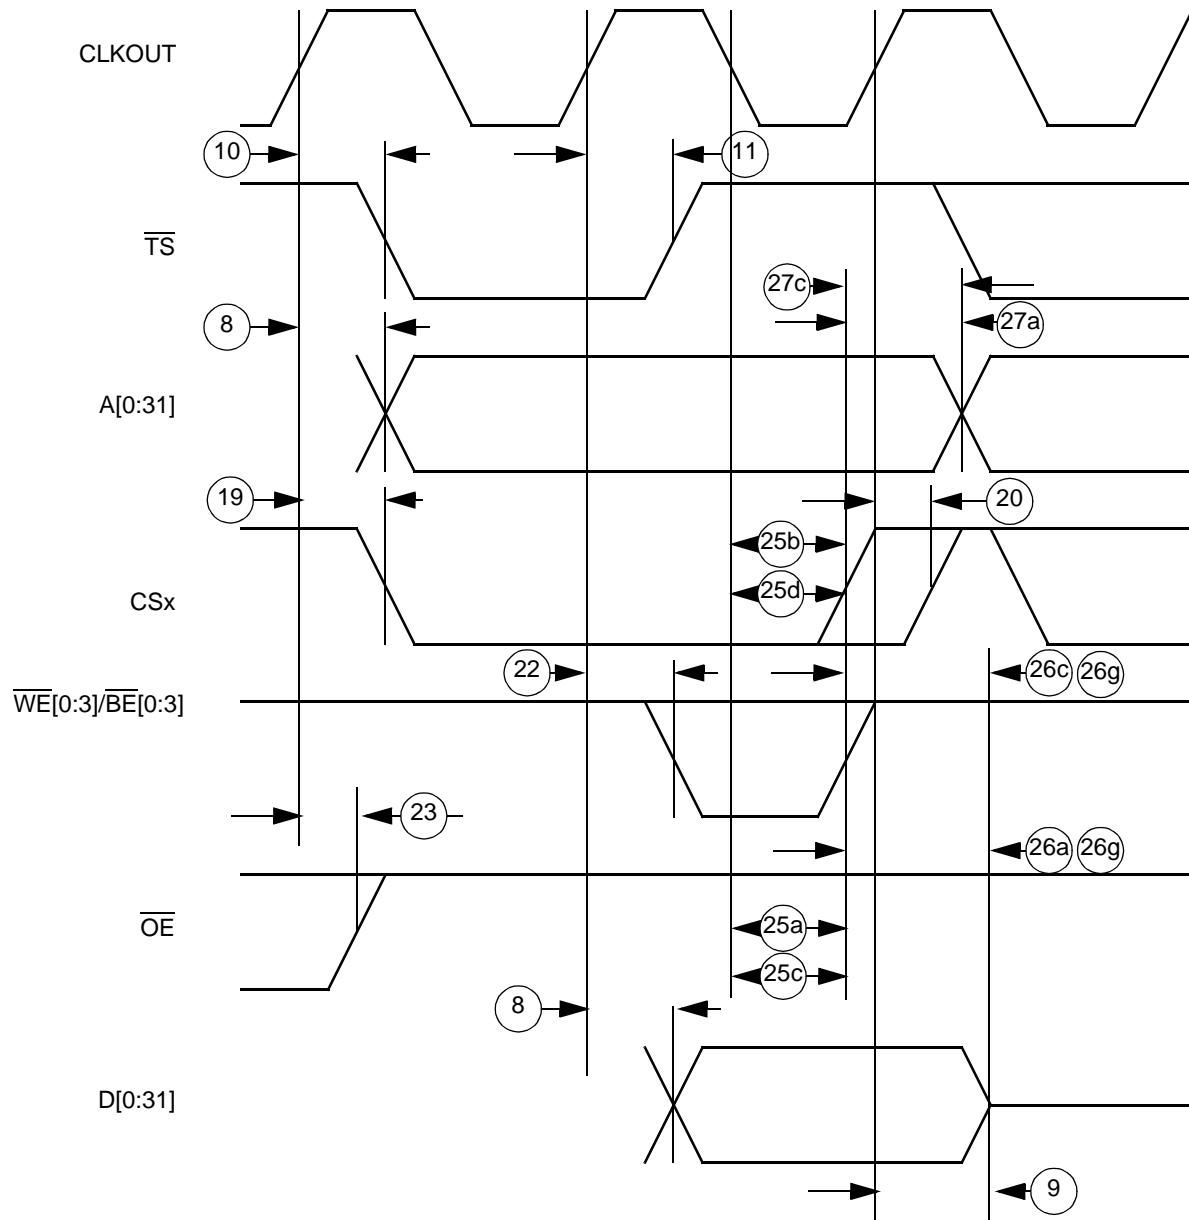 CLKOUT
10
11
TS
27c
8
27a
A[0:31]
19
20
25b
25d
CSx
22
26c 26g
WE[0:3]/BE[0:3]
23
26a 26g
OE
25a
25c
8
D[0:31]
9